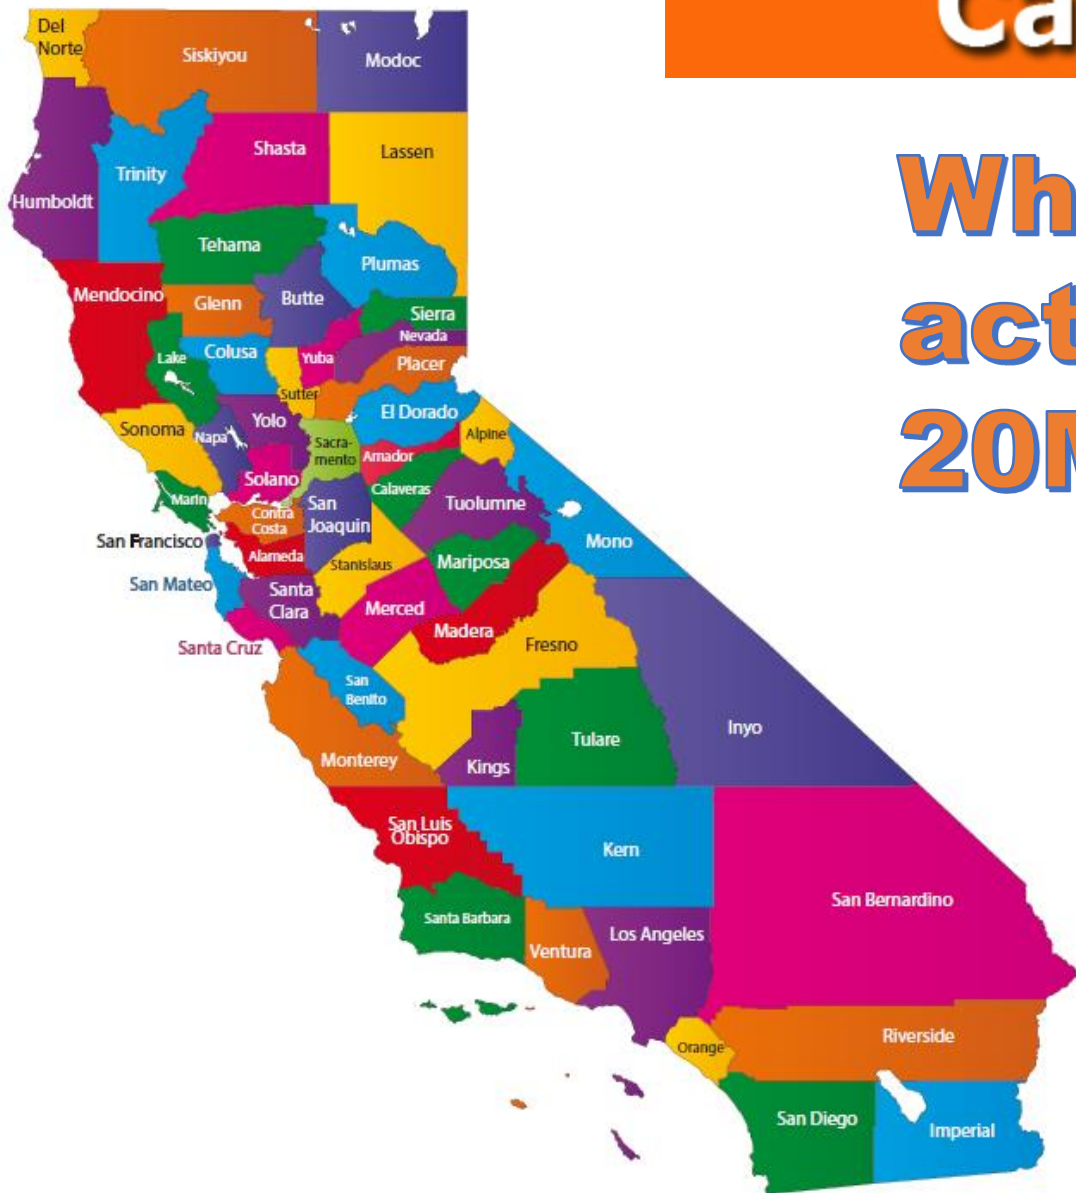 Ca
Wh
act
20M
Del
Norte
Siskiyou
Modoc
Shasta
Lassen
Trinity
Humboldt
Tehama
Plumas
Mendocino
Glenn
Butte
Sierra
Nevada
Lake
Colusa
Yuba
Placer
Sutter
El Dorado
Sonoma
Napa
Yolo
Sacra-
mento
Alpine
Amador
Solano
Calaveras
Marin
San
Joaquin
Tuolumne
Contra
Costa
San Francisco
Mono
Alameda
Stanislaus
Mariposa
San Mateo
Santa
Clara
Merced
Madera
Santa Cruz
Fresno
San
Benito
Inyo
Tulare
Monterey
Kings
San Luis
Obispo
Kern
San Bernardino
Santa Barbara
Los Angeles
Ventura
Riverside
Orange
San Diego
Imperial